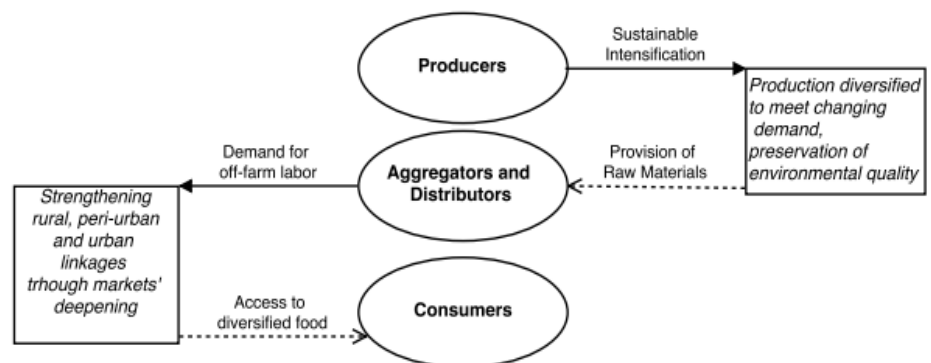 Producers
Sustainable
Intensification
Production diversified
to meet changing
demand,
preservation of
environmental quality
Provision of
Raw Materials
Aggregators and
Distributors
Demand for
off-farm labor
Strengthening
rural, peri-urban
and urban
linkages
trhough markets'
deepening
Access to
diversified food
Consumers